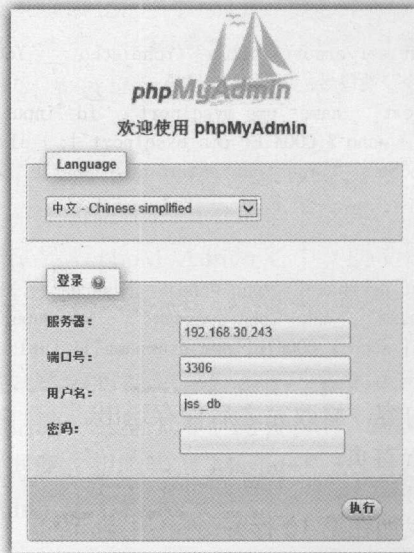 phpMyAdmin
欢迎使用 phpMyAdmin
Language
中文 - Chinese simplified
登录
服务器：
192.168.30.243
端口号：
3306
用户名：
jss_db
密码：
执行